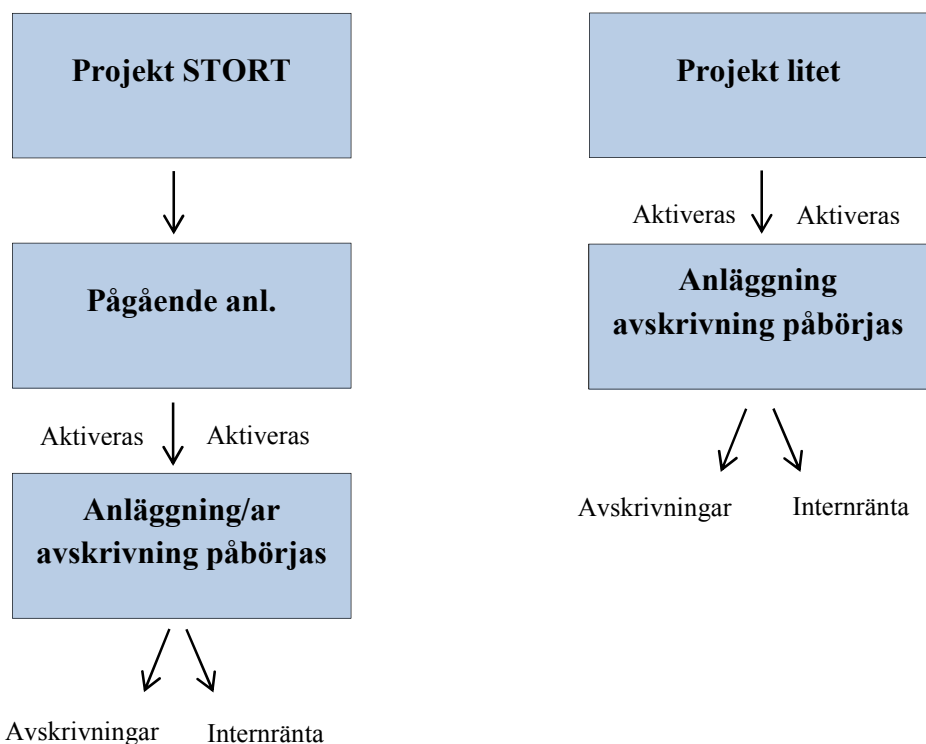 Projekt STORT
Pågående anl.
Aktiveras Aktiveras
Anläggning/ar
avskrivning påbörjas
Avskrivningar Internränta
Projekt litet
Aktiveras Aktiveras
Anläggning
avskrivning påbörjas
Avskrivningar Internränta